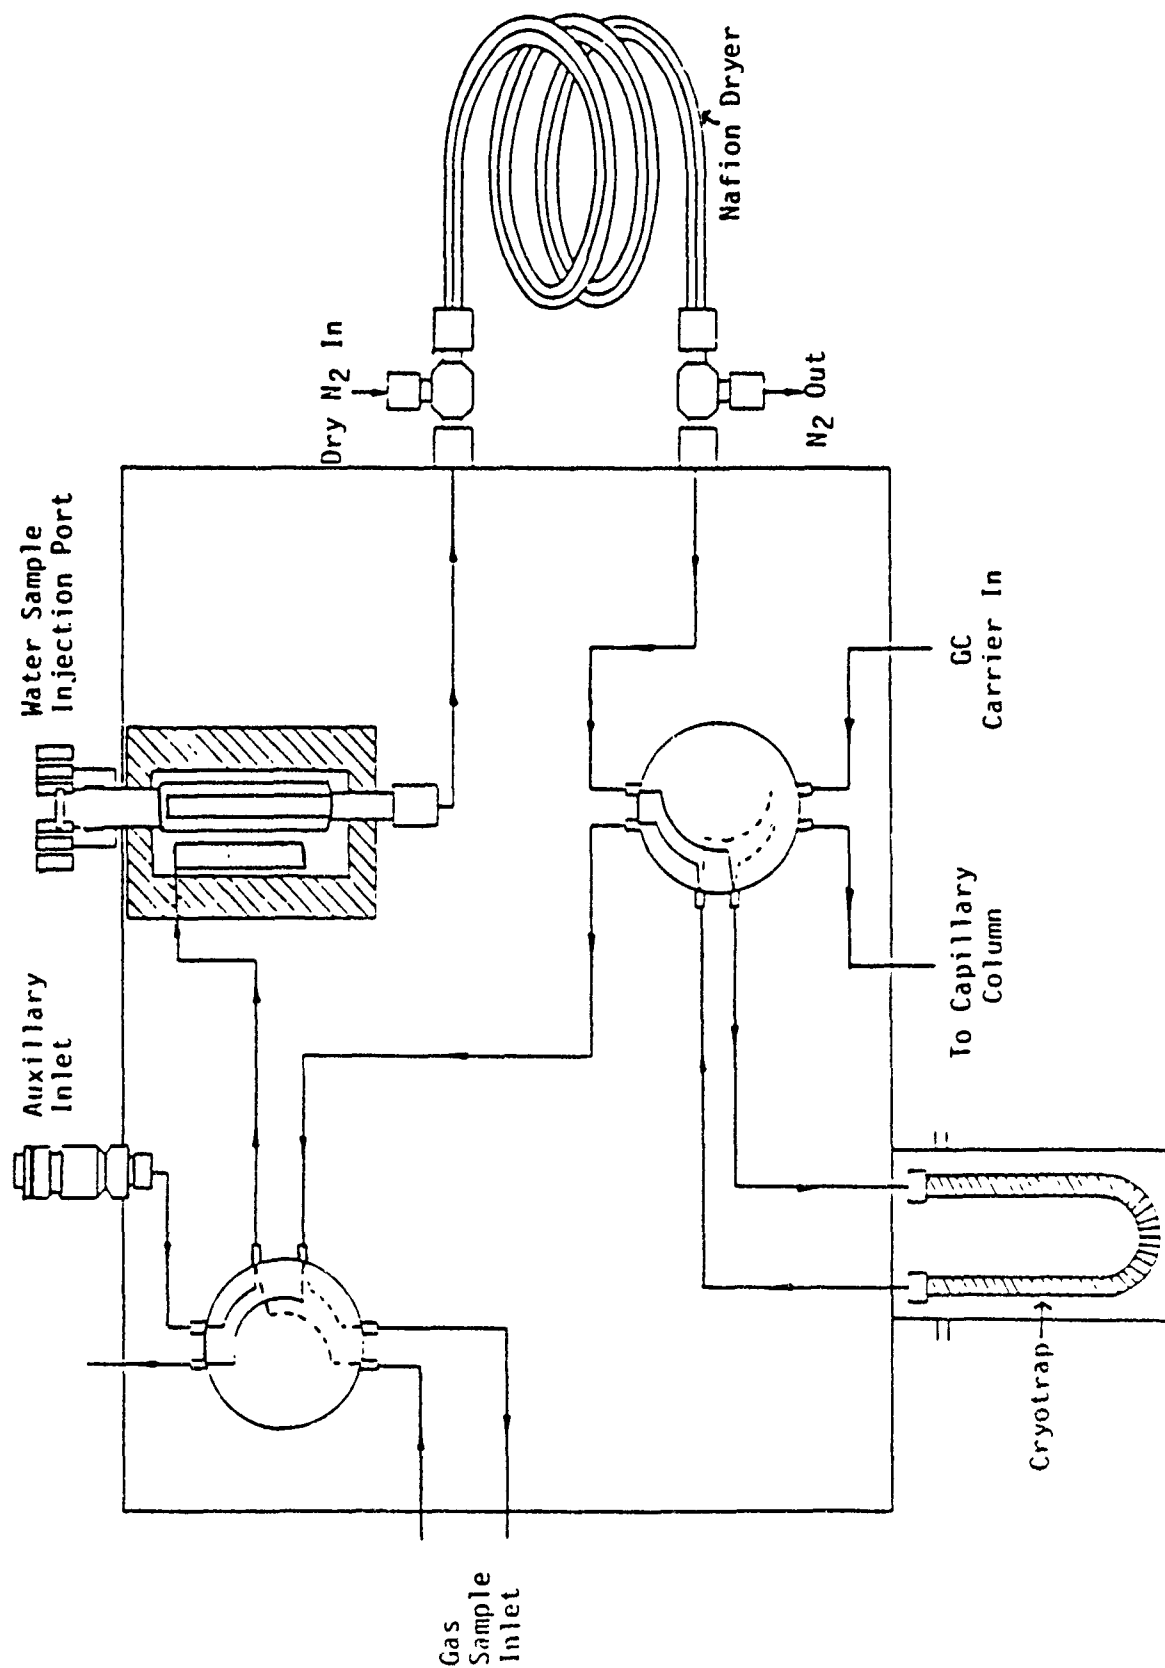 Water Sample
Injection Port
Auxillary
Inlet
Dry N2 In
Nafion Dryer
N2 Out
GC
Carrier In
To Capillary
Column
Cryotrap
Gas
Sample
Inlet